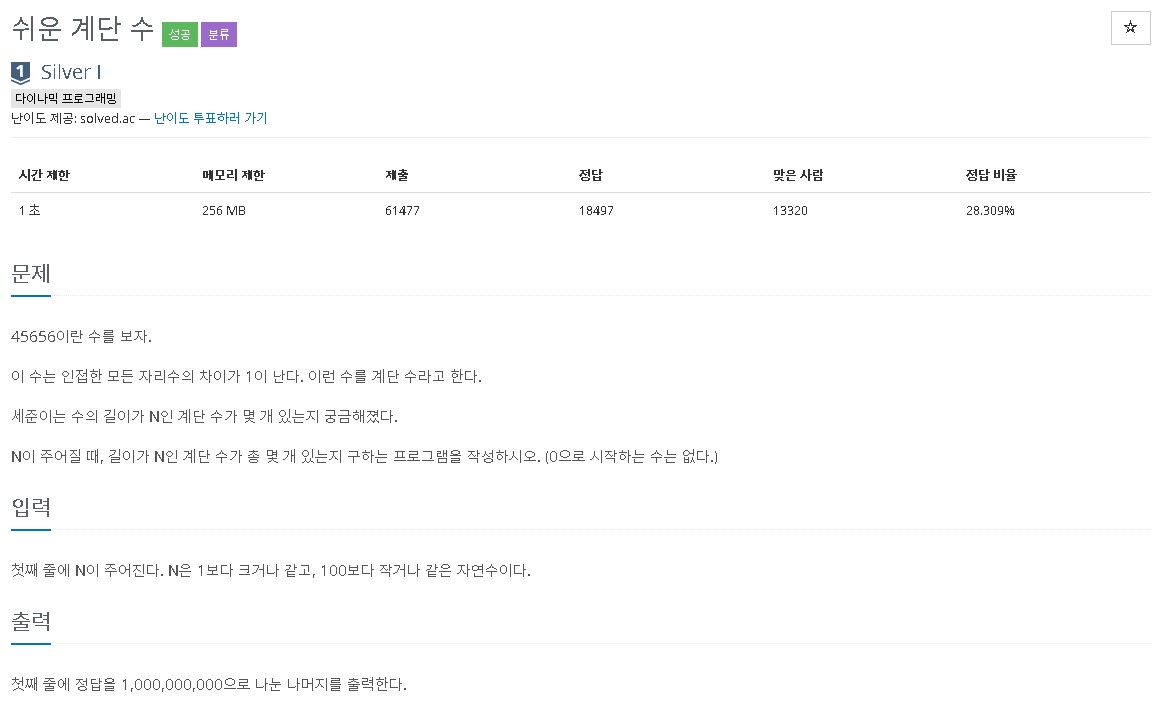 쉬운 계단 수 성공 분류
☆
1 Silver I
다이나믹 프로그래밍
난이도 제공: solved.ac — 난이도 투표하러 가기
시간 제한 메모리 제한 제출 정답 맞은 사람 정답 비율
1 초 256 MB 61477 18497 13320 28.309%
문제
45656이란 수를 보자.
이 수는 인접한 모든 자리수의 차이가 1이 난다. 이런 수를 계단 수라고 한다.
세준이는 수의 길이가 N인 계단 수가 몇 개 있는지 궁금해졌다.
N이 주어질 때, 길이가 N인 계단 수가 총 몇 개 있는지 구하는 프로그램을 작성하시오. (0으로 시작하는 수는 없다.)
입력
첫째 줄에 N이 주어진다. N은 1보다 크거나 같고, 100보다 작거나 같은 자연수이다.
출력
첫째 줄에 정답을 1,000,000,000으로 나눈 나머지를 출력한다.